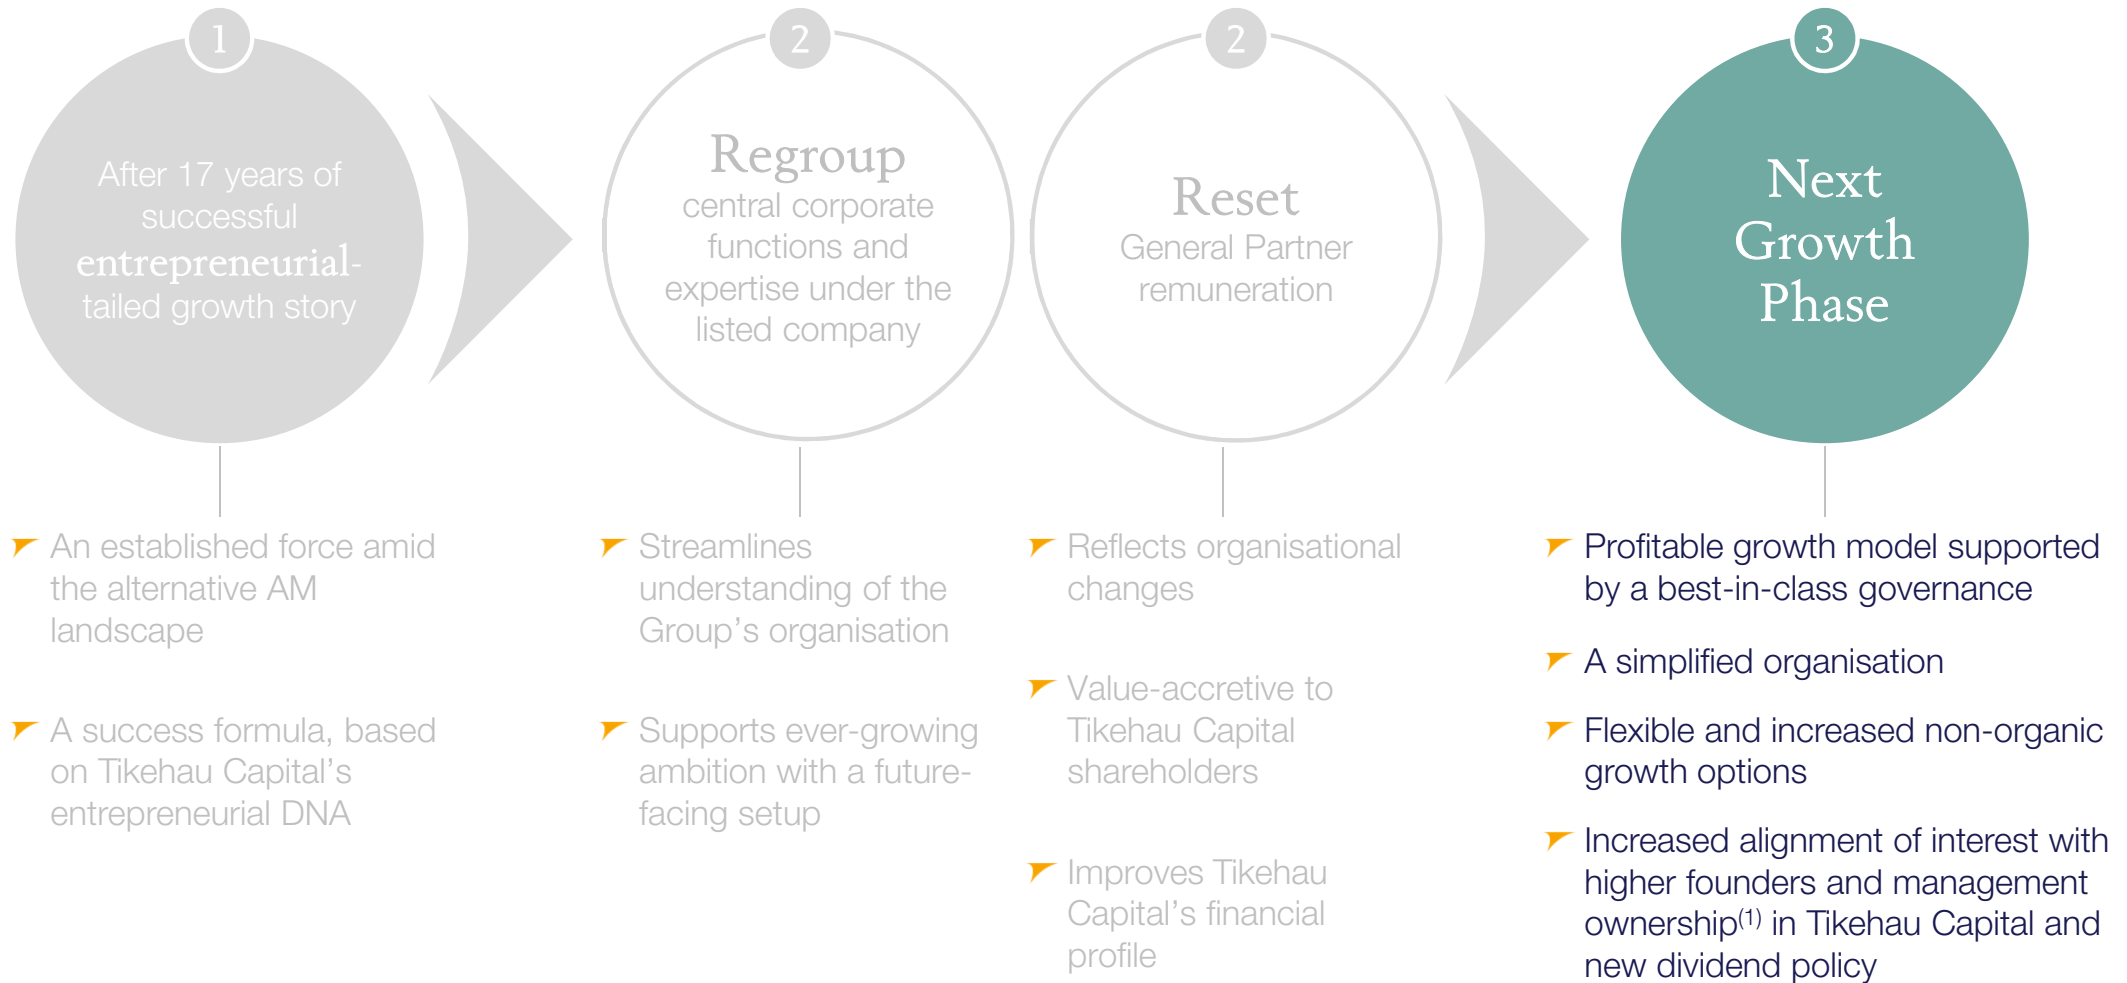 1
After 17 years of
successful
entrepreneurial-
tailed growth story
An established force amid
the alternative AM
landscape
A success formula, based
on Tikehau Capital's
entrepreneurial DNA
2
Regroup
central corporate
functions and
expertise under the
listed company
Streamlines
understanding of the
Group's organisation
Supports ever-growing
ambition with a future-
facing setup
2
Reset
General Partner
remuneration
Reflects organisational
changes
Value-accretive to
Tikehau Capital
shareholders
Improves Tikehau
Capital's financial
profile
3
Next
Growth
Phase
Profitable growth model supported
by a best-in-class governance
A simplified organisation
Flexible and increased non-organic
growth options
Increased alignment of interest with
higher founders and management
ownership(1) in Tikehau Capital and
new dividend policy